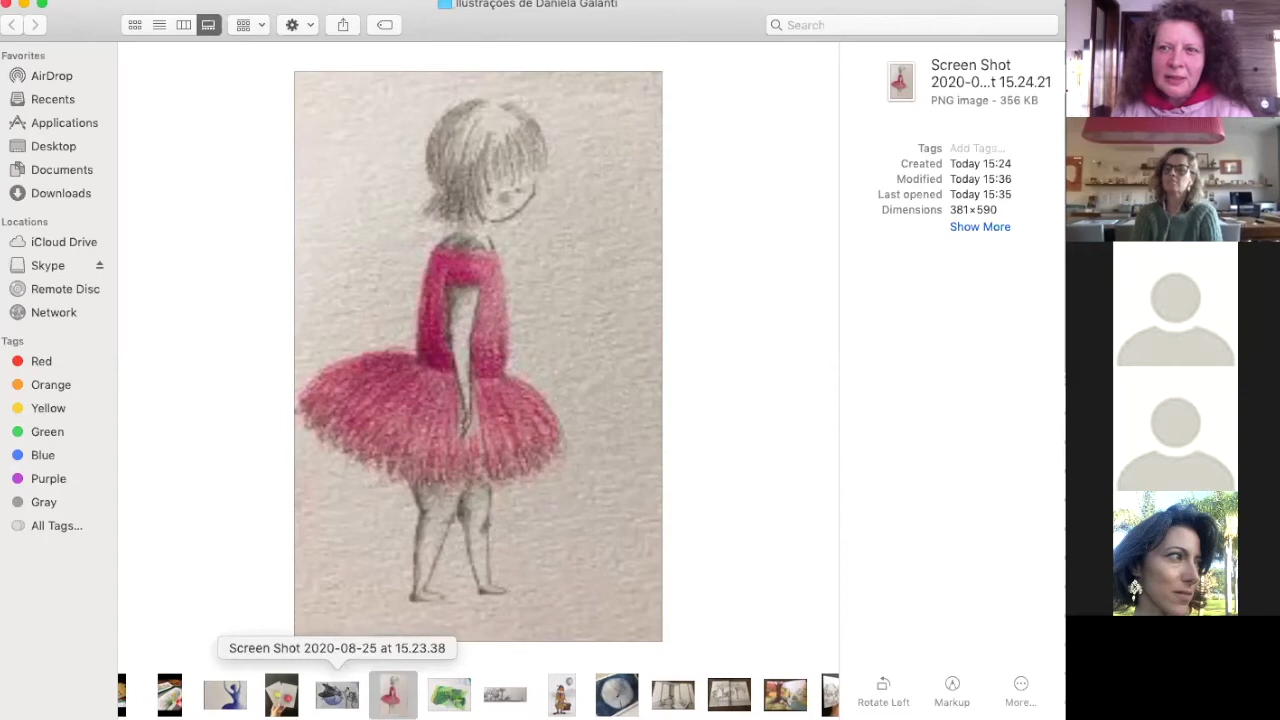 Ilustrações de Daniela Galanti
Search
Favorites
AirDrop
Recents
Applications
Desktop
Documents
Downloads
Locations
iCloud Drive
Skype
Remote Disc
Network
Tags
Red
Orange
Yellow
Green
Blue
Purple
Gray
All Tags...
Screen Shot
2020-0...t 15.24.21
PNG image - 356 KB
Tags Add Tags...
Created Today 15:24
Modified Today 15:36
Last opened Today 15:35
Dimensions 381×590
Show More
Screen Shot 2020-08-25 at 15.23.38
Rotate Left
Markup
More...